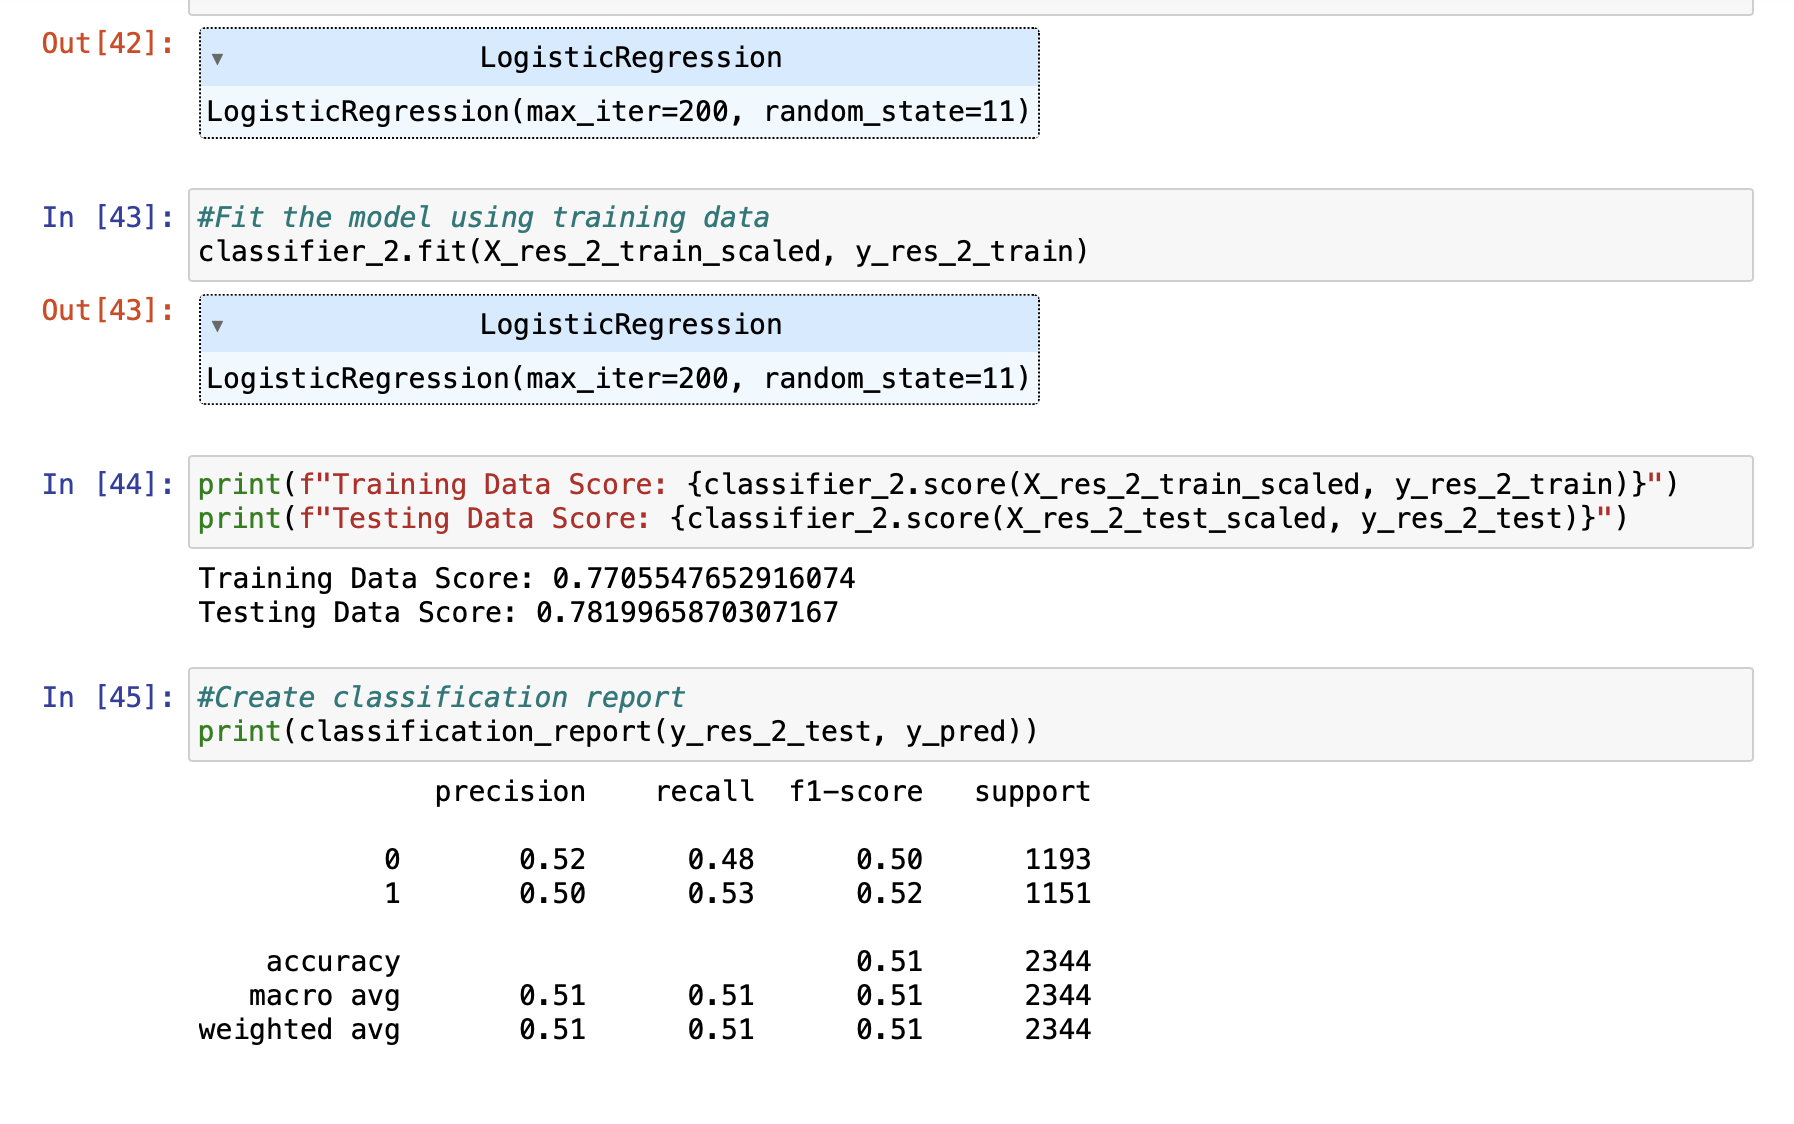 Out[42]:
▼ LogisticRegression
LogisticRegression(max_iter=200, random_state=11)
In [43]:
#Fit the model using training data
classifier_2.fit(X_res_2_train_scaled, y_res_2_train)
Out[43]:
▼ LogisticRegression
LogisticRegression(max_iter=200, random_state=11)
In [44]:
print(f"Training Data Score: {classifier_2.score(X_res_2_train_scaled, y_res_2_train)}")
print(f"Testing Data Score: {classifier_2.score(X_res_2_test_scaled, y_res_2_test)}")
Training Data Score: 0.7705547652916074
Testing Data Score: 0.7819965870307167
In [45]:
#Create classification report
print(classification_report(y_res_2_test, y_pred))
precision recall f1-score support
0 0.52 0.48 0.50 1193
1 0.50 0.53 0.52 1151
accuracy 0.51 2344
macro avg 0.51 0.51 0.51 2344
weighted avg 0.51 0.51 0.51 2344